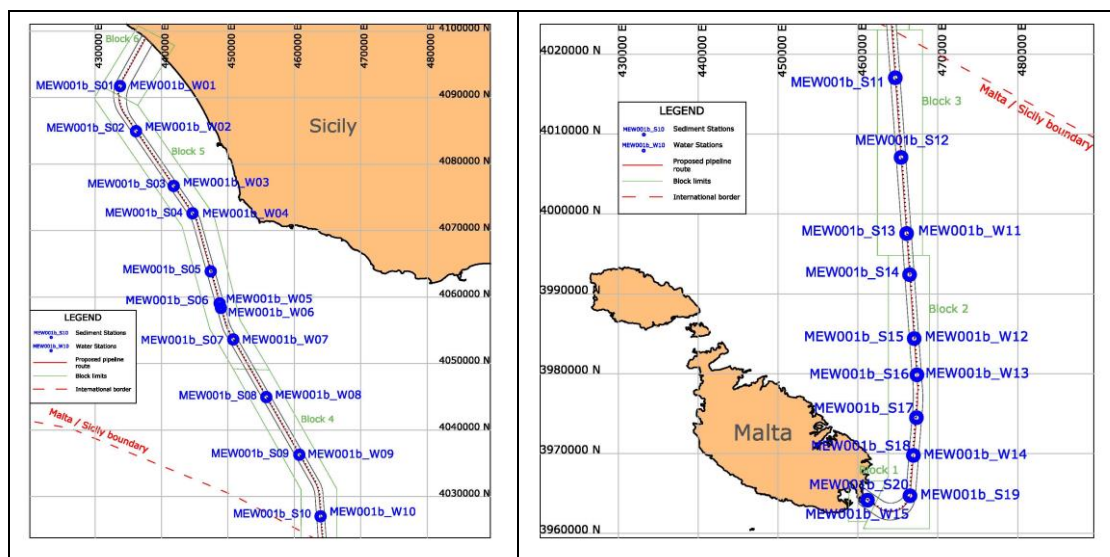 430000 E
440000 E
450000 E
460000 E
470000 E
480000 E
4100000 N
4090000 N
4080000 N
4070000 N
4060000 N
4050000 N
4040000 N
4030000 N
Block 6
MEW001b_S01
MEW001b_W01
MEW001b_S02
MEW001b_W02
Sicily
Block 5
MEW001b_S03
MEW001b_W03
MEW001b_S04
MEW001b_W04
MEW001b_S05
MEW001b_S06
MEW001b_W05
MEW001b_W06
MEW001b_S07
MEW001b_W07
MEW001b_S08
MEW001b_W08
Block 4
MEW001b_S09
MEW001b_W09
MEW001b_S10
MEW001b_W10
Malta / Sicily boundary
LEGEND
MEW001b_S10 Sediment Stations
MEW001b_W10 Water Stations
Proposed pipeline
route
Block limits
International border
430000 E
440000 E
450000 E
460000 E
470000 E
480000 E
4020000 N
4010000 N
4000000 N
3990000 N
3980000 N
3970000 N
3960000 N
MEW001b_S11
Block 3
Malta / Sicily boundary
LEGEND
MEW001b_S10 Sediment Stations
MEW001b_W10 Water Stations
Proposed pipeline
route
Block limits
International border
MEW001b_S12
MEW001b_S13
MEW001b_W11
MEW001b_S14
Block 2
MEW001b_S15
MEW001b_W12
MEW001b_S16
MEW001b_W13
MEW001b_S17
Malta
MEW001b_S18
MEW001b_W14
Block 1
MEW001b_S20
MEW001b_S19
MEW001b_W15